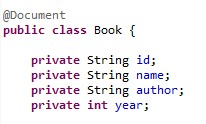 @Document
public class Book {
private String id;
private String name;
private String author;
private int year;